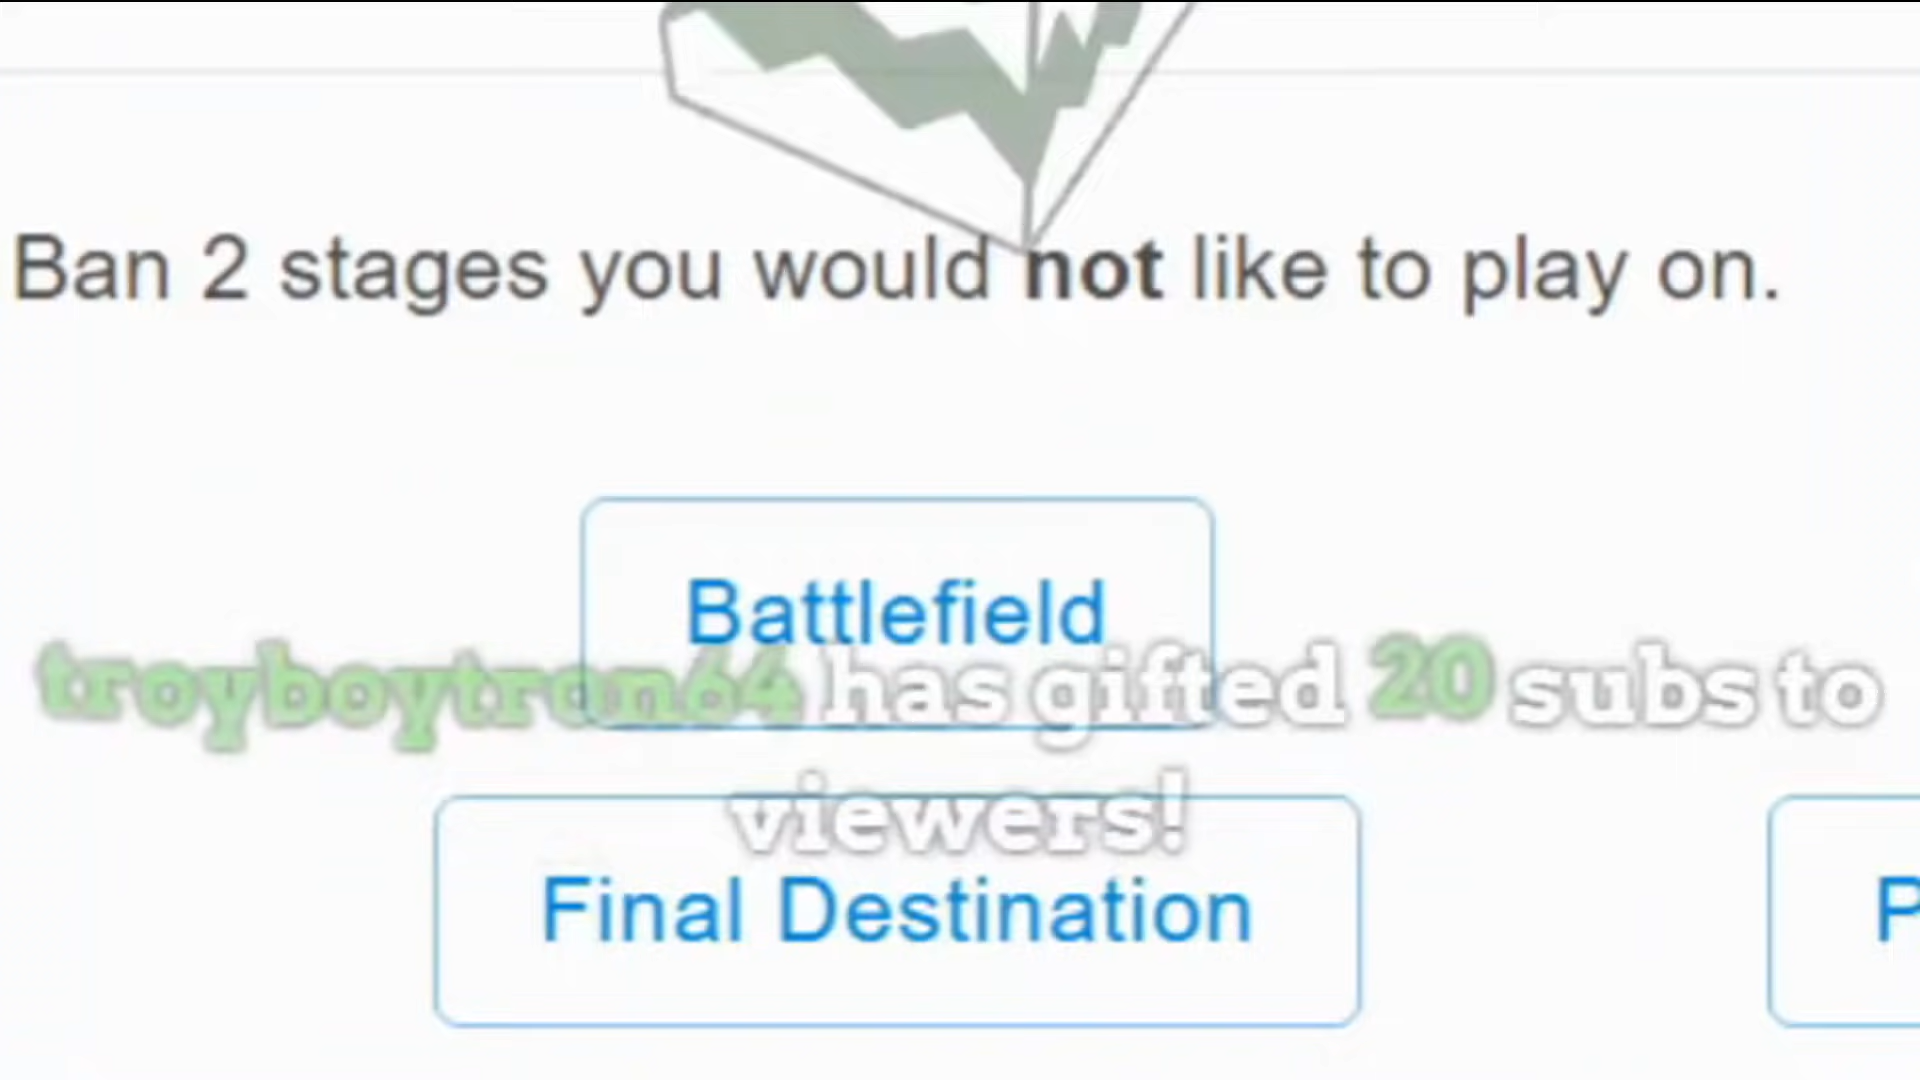 Ban 2 stages you would not like to play on.
Battlefield
troyboytron64 has gifted 20 subs to
viewers!
Final Destination
P